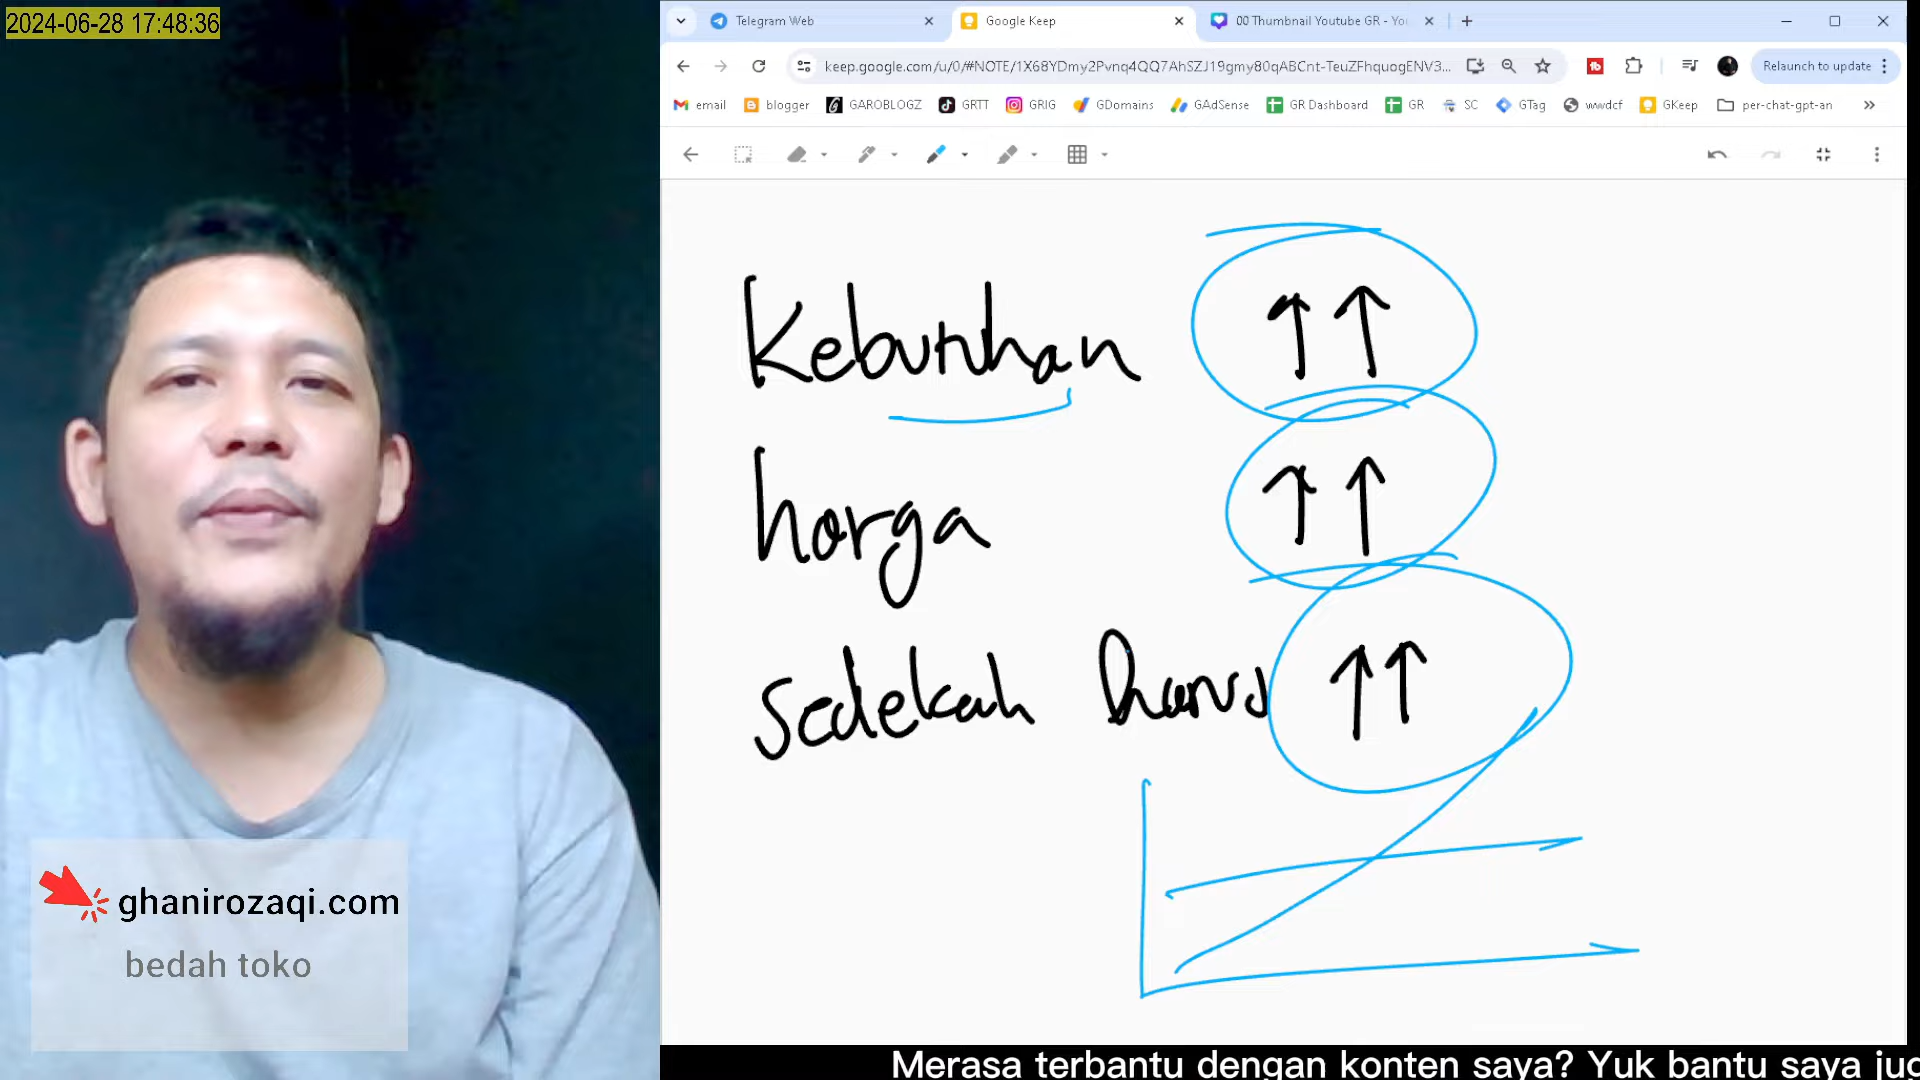 2024-06-28 17:48:36
Telegram Web
Google Keep
00 Thumbnail Youtube GR - Yo
keep.google.com/u/0/#NOTE/1X68YDmy2Pvnq4QQ7AhSZJ19gmy80qABCnt-TeuZFhquogENV3...
Relaunch to update
email
blogger
GAROBLOGZ
GRTT
GRIG
GDomains
GAdSense
GR Dashboard
GR
SC
GTag
wwdcf
GKeep
per-chat-gpt-an
Kebutuhan ↑↑
harga ↑↑
sedekah harus ↑↑
ghanirozaqi.com
bedah toko
Merasa terbantu dengan konten saya? Yuk bantu saya jug